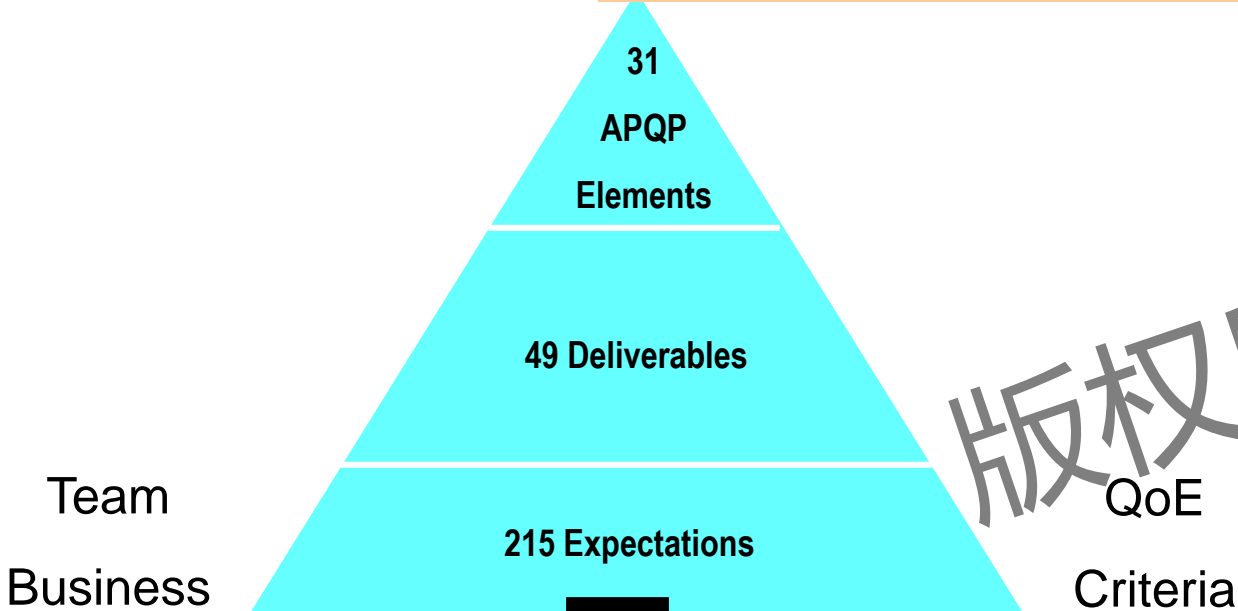 31
APQP
Elements
49 Deliverables
Team
QoE
215 Expectations
Business
Criteria
版权